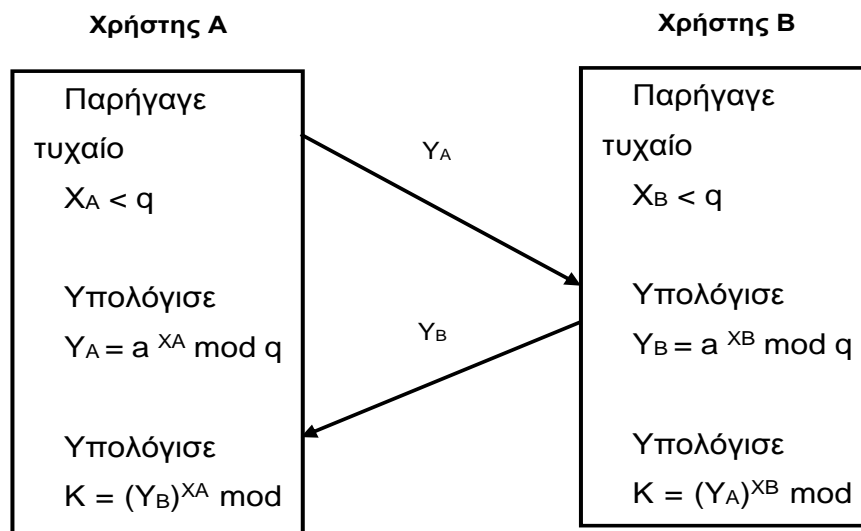 Χρήστης Α
Παρήγαγε
τυχαίο
XA < q
Υπολόγισε
YA = a XA mod q
Υπολόγισε
K = (YB)XA mod
YA
YB
Χρήστης Β
Παρήγαγε
τυχαίο
XB < q
Υπολόγισε
YB = a XB mod q
Υπολόγισε
K = (YA)XB mod